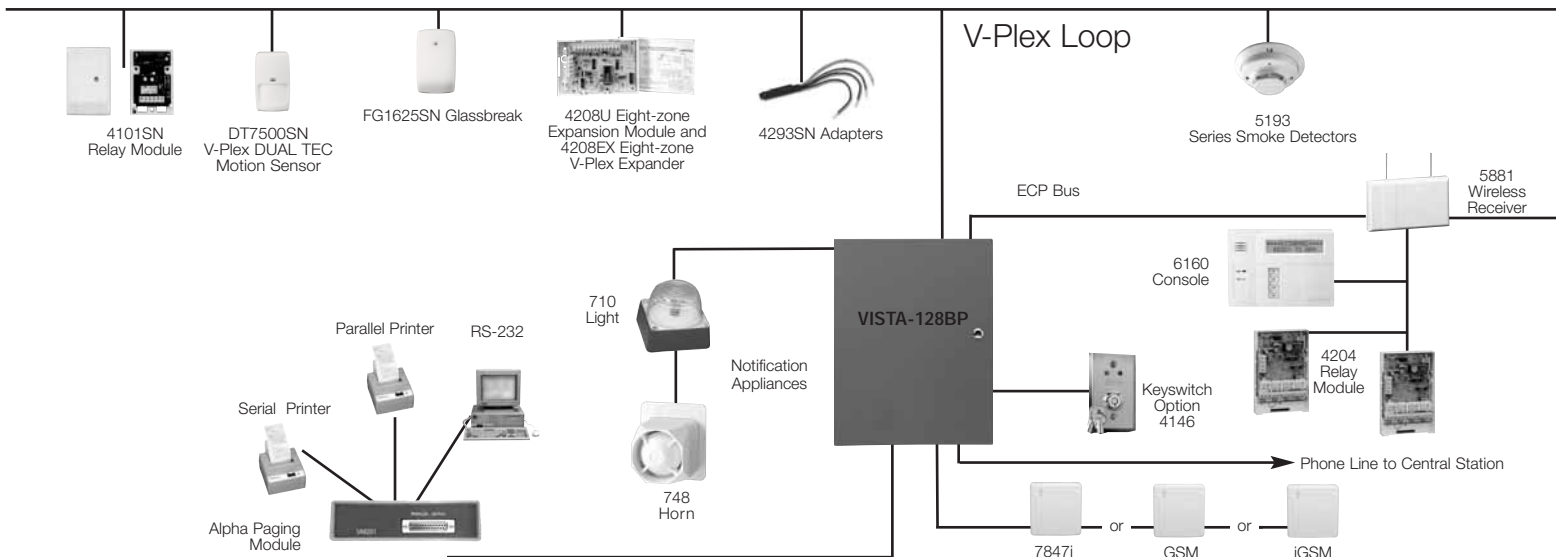 V-Plex Loop
4101SN
Relay Module
DT7500SN
V-Plex DUAL TEC
Motion Sensor
FG1625SN Glassbreak
4208U Eight-zone
Expansion Module and
4208EX Eight-zone
V-Plex Expander
4293SN Adapters
5193
Series Smoke Detectors
ECP Bus
5881
Wireless
Receiver
6160
Console
4204
Relay
Module
710
Light
VISTA-128BP
Notification
Appliances
748
Horn
Keyswitch
Option
4146
Parallel Printer
RS-232
Serial Printer
Alpha Paging
Module
Phone Line to Central Station
7847i
or
GSM
or
iGSM